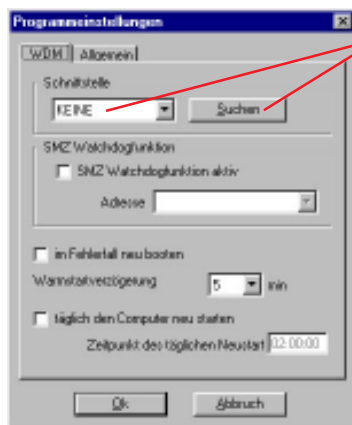 Programmeinstellungen
WDM Allgemein
Schnittstelle
KEINE Suchen
SMZ Watchdogfunktion
SMZ Watchdogfunktion aktiv
Adresse
im Fehlerfall neu booten
Warmstartverzögerung 5 min
täglich den Computer neu starten
Zeitpunkt des täglichen Neustart 02:00:00
Ok Abbruch